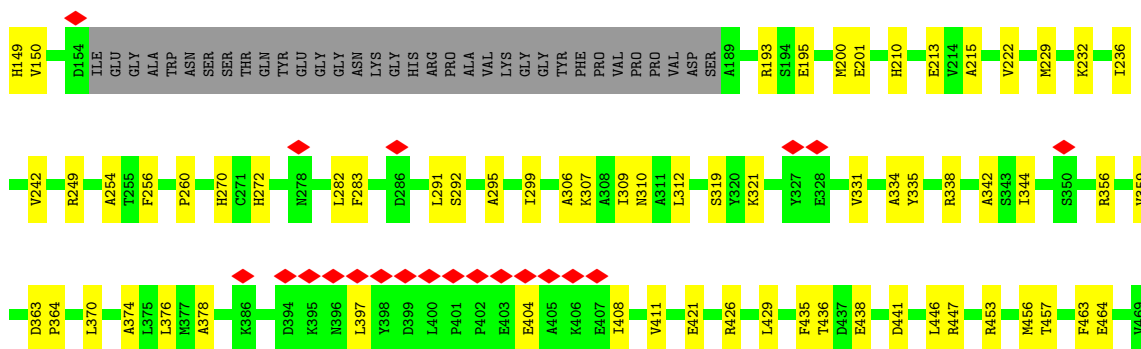 H149 V150 D154 ILE GLU GLY ALA TRP ASN SER SER THR GLN TYR GLU GLY GLY ASN LYS GLY HIS ARG PRO ALA VAL LYS GLY GLY TYR PHE PRO VAL PRO PRO VAL ASP SER A189 R193 S194 E195 M200 E201 H210 E213 V214 A215 V222 M229 K232 I236
V242 R249 A254 T255 F256 P260 H270 C271 H272 N278 L282 F283 D286 L291 S292 A295 I299 A306 K307 A308 I309 N310 A311 L312 S319 Y320 K321 Y327 E328 V331 A334 Y335 R338 A342 S343 I344 S350 R356 V359
D363 P364 L370 A374 L375 L376 M377 A378 K386 D394 K395 N396 L397 Y398 D399 L400 P401 P402 E403 E404 A405 K406 E407 I408 V411 E421 R426 L429 F435 T436 D437 E438 D441 L446 R447 R453 M456 T457 F463 E464 V469